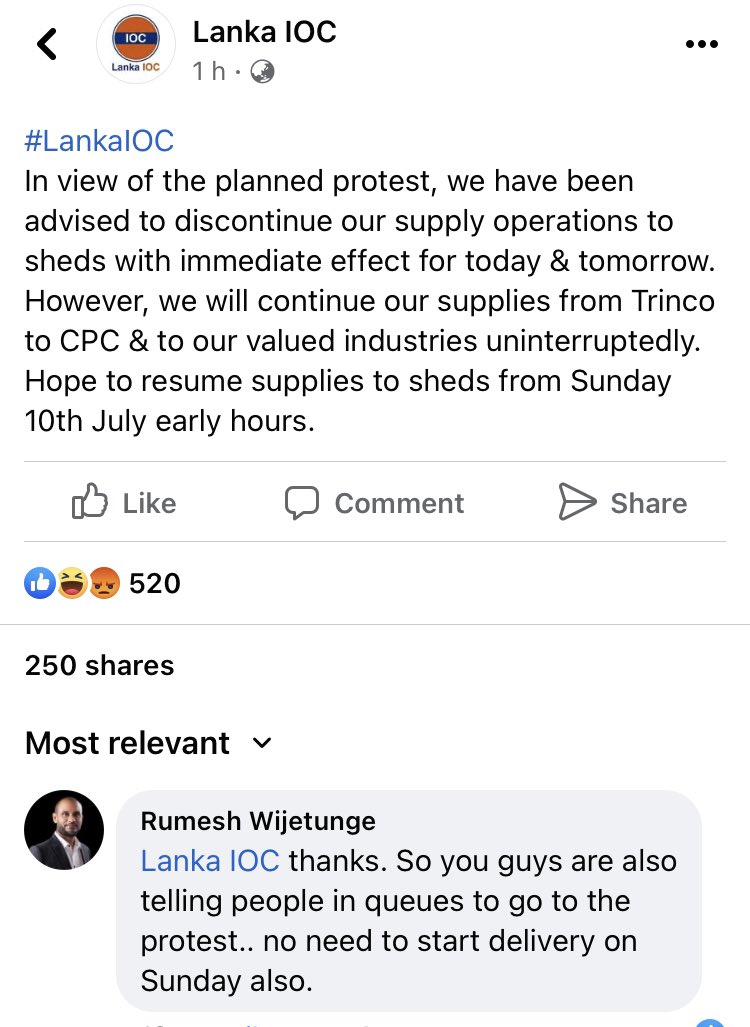 Lanka IOC
IOC
Lanka IOC
1 h ·
#LankaIOC
In view of the planned protest, we have been
advised to discontinue our supply operations to
sheds with immediate effect for today & tomorrow.
However, we will continue our supplies from Trinco
to CPC & to our valued industries uninterruptedly.
Hope to resume supplies to sheds from Sunday
10th July early hours.
Like
Comment
Share
520
250 shares
Most relevant
Rumesh Wijetunge
Lanka IOC thanks. So you guys are also
telling people in queues to go to the
protest.. no need to start delivery on
Sunday also.